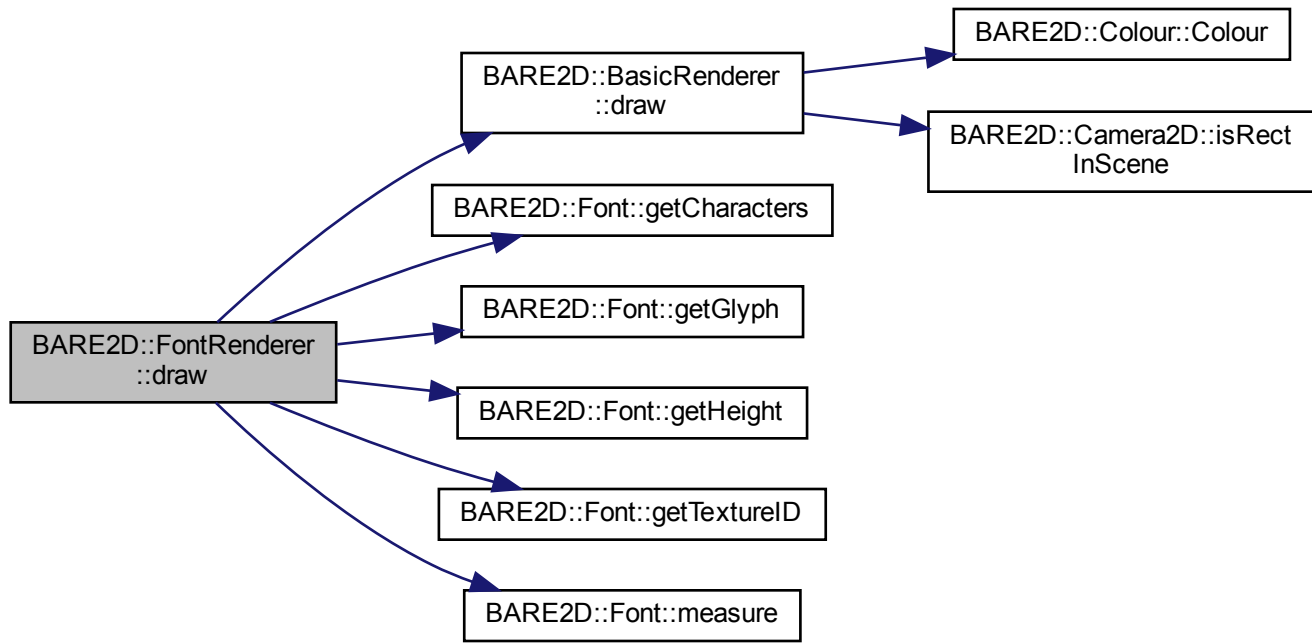 BARE2D::FontRenderer
::draw
BARE2D::BasicRenderer
::draw
BARE2D::Colour::Colour
BARE2D::Camera2D::isRect
InScene
BARE2D::Font::getCharacters
BARE2D::Font::getGlyph
BARE2D::Font::getHeight
BARE2D::Font::getTextureID
BARE2D::Font::measure